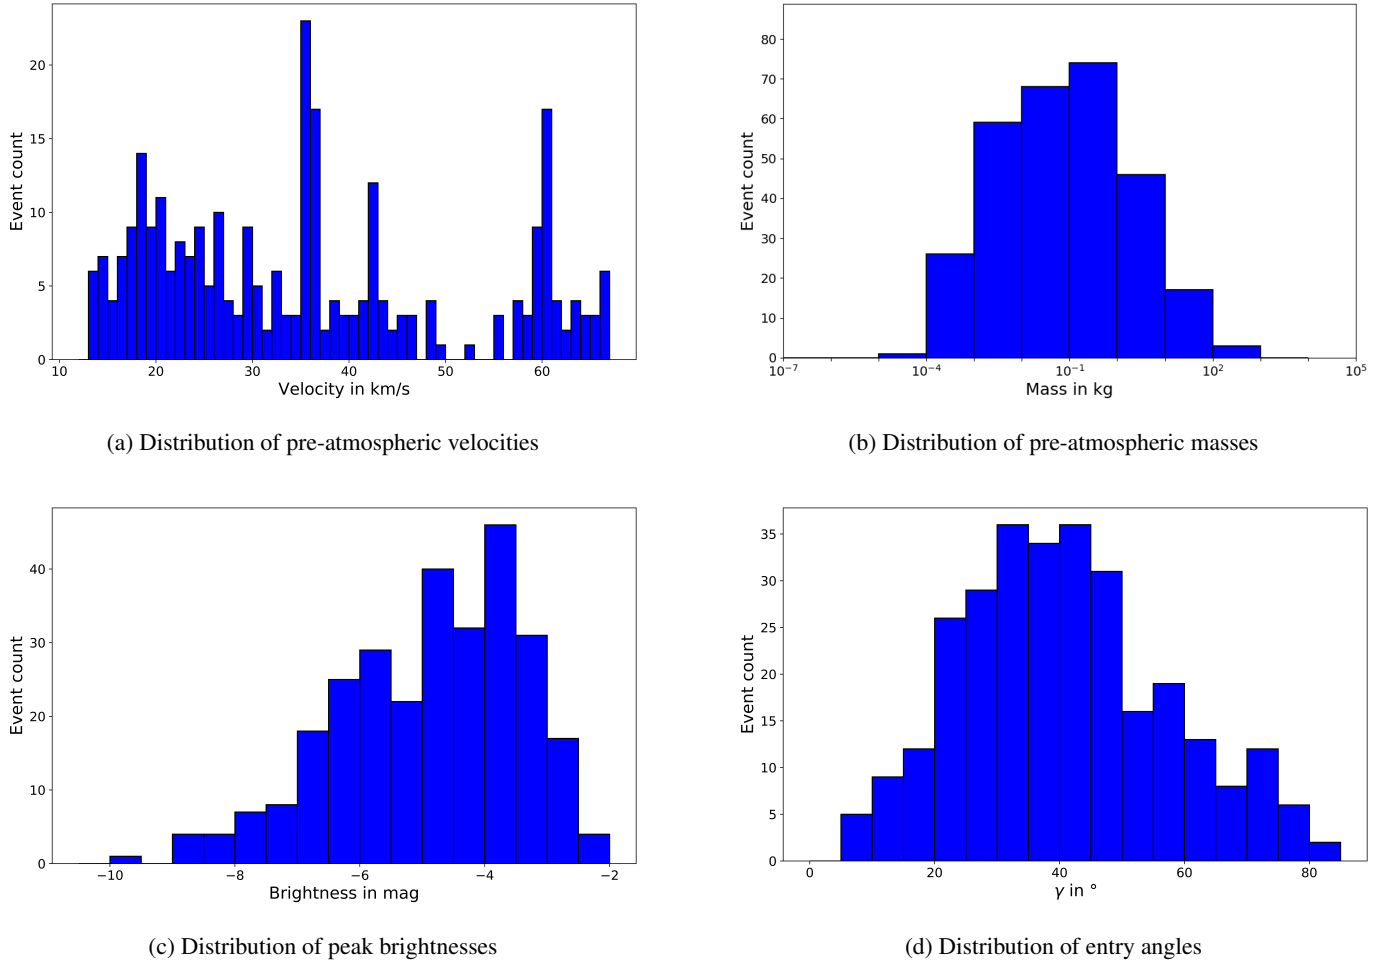 20
15
10
5
0
Event count
10 20 30 40 50 60
Velocity in km/s
(a) Distribution of pre-atmospheric velocities
80
70
60
50
40
30
20
10
0
Event count
10⁻⁷ 10⁻⁴ 10⁻¹ 10² 10⁵
Mass in kg
(b) Distribution of pre-atmospheric masses
40
30
20
10
0
Event count
−10 −8 −6 −4 −2
Brightness in mag
(c) Distribution of peak brightnesses
35
30
25
20
15
10
5
0
Event count
0 20 40 60 80
γ in °
(d) Distribution of entry angles